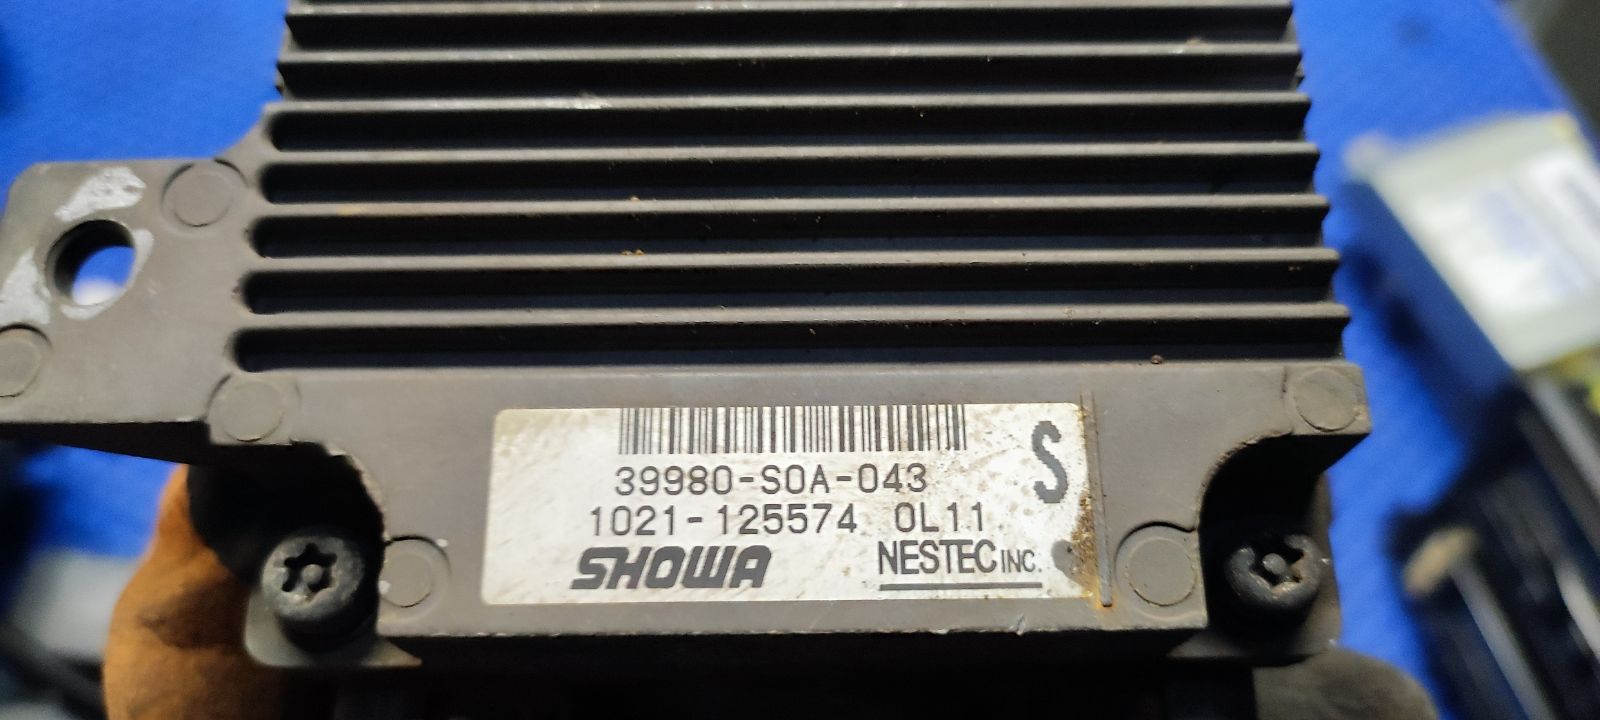 39980-S0A-043 S
1021-125574 0L11
SHOWA NESTEC INC.